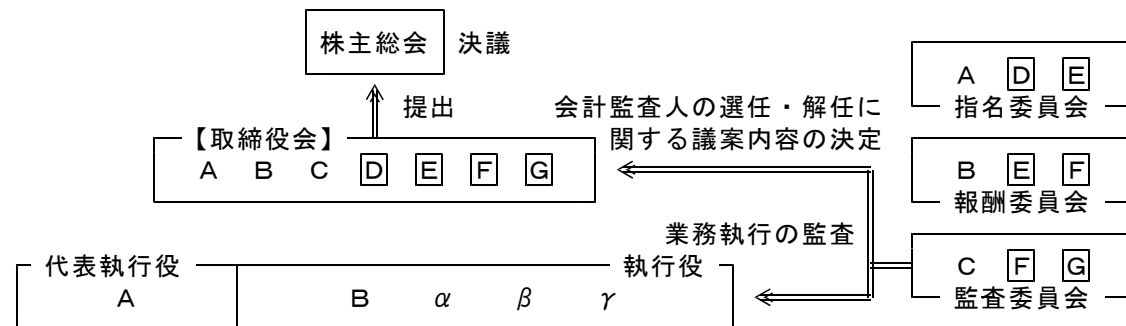 株主総会 決議
提出
会計監査人の選任・解任に
関する議案内容の決定
【取締役会】
A B C D E F G
A D E
指名委員会
B E F
報酬委員会
業務執行の監査
C F G
監査委員会
代表執行役
A
執行役
B α β γ